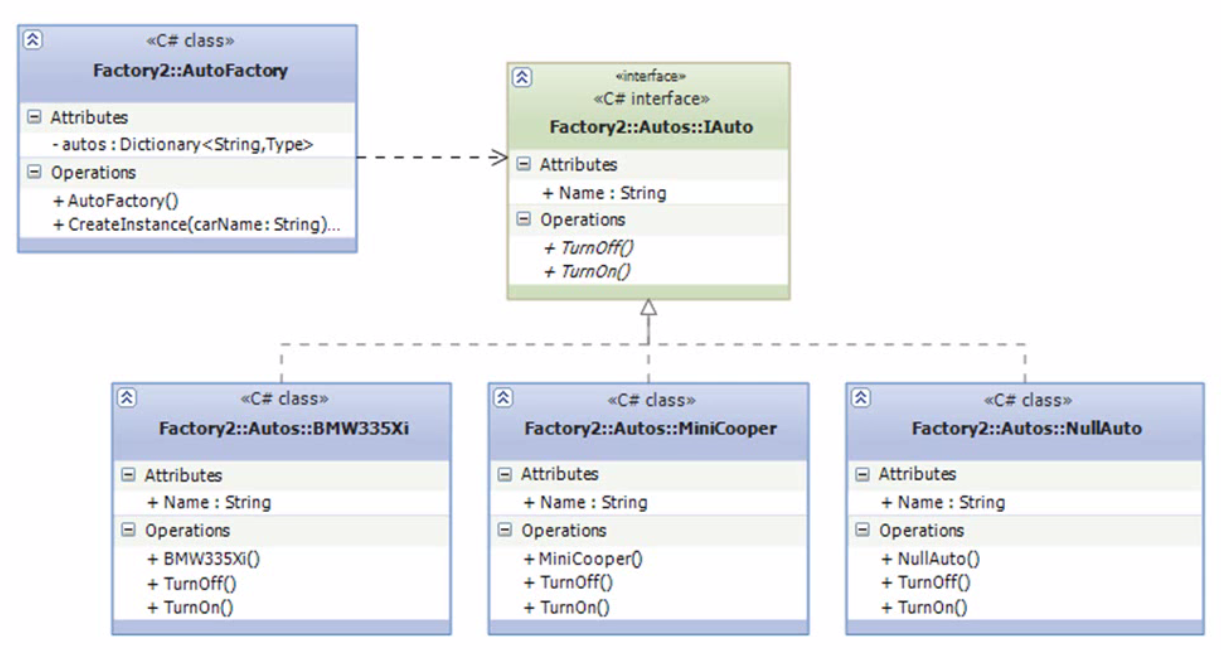 «C# class»
Factory2::AutoFactory
Attributes
- autos : Dictionary<String,Type>
Operations
+ AutoFactory()
+ CreateInstance(carName: String)...
«interface»
«C# interface»
Factory2::Autos::IAuto
Attributes
+ Name : String
Operations
+ TurnOff()
+ TurnOn()
«C# class»
Factory2::Autos::BMW335Xi
Attributes
+ Name : String
Operations
+ BMW335Xi()
+ TurnOff()
+ TurnOn()
«C# class»
Factory2::Autos::MiniCooper
Attributes
+ Name : String
Operations
+ MiniCooper()
+ TurnOff()
+ TurnOn()
«C# class»
Factory2::Autos::NullAuto
Attributes
+ Name : String
Operations
+ NullAuto()
+ TurnOff()
+ TurnOn()